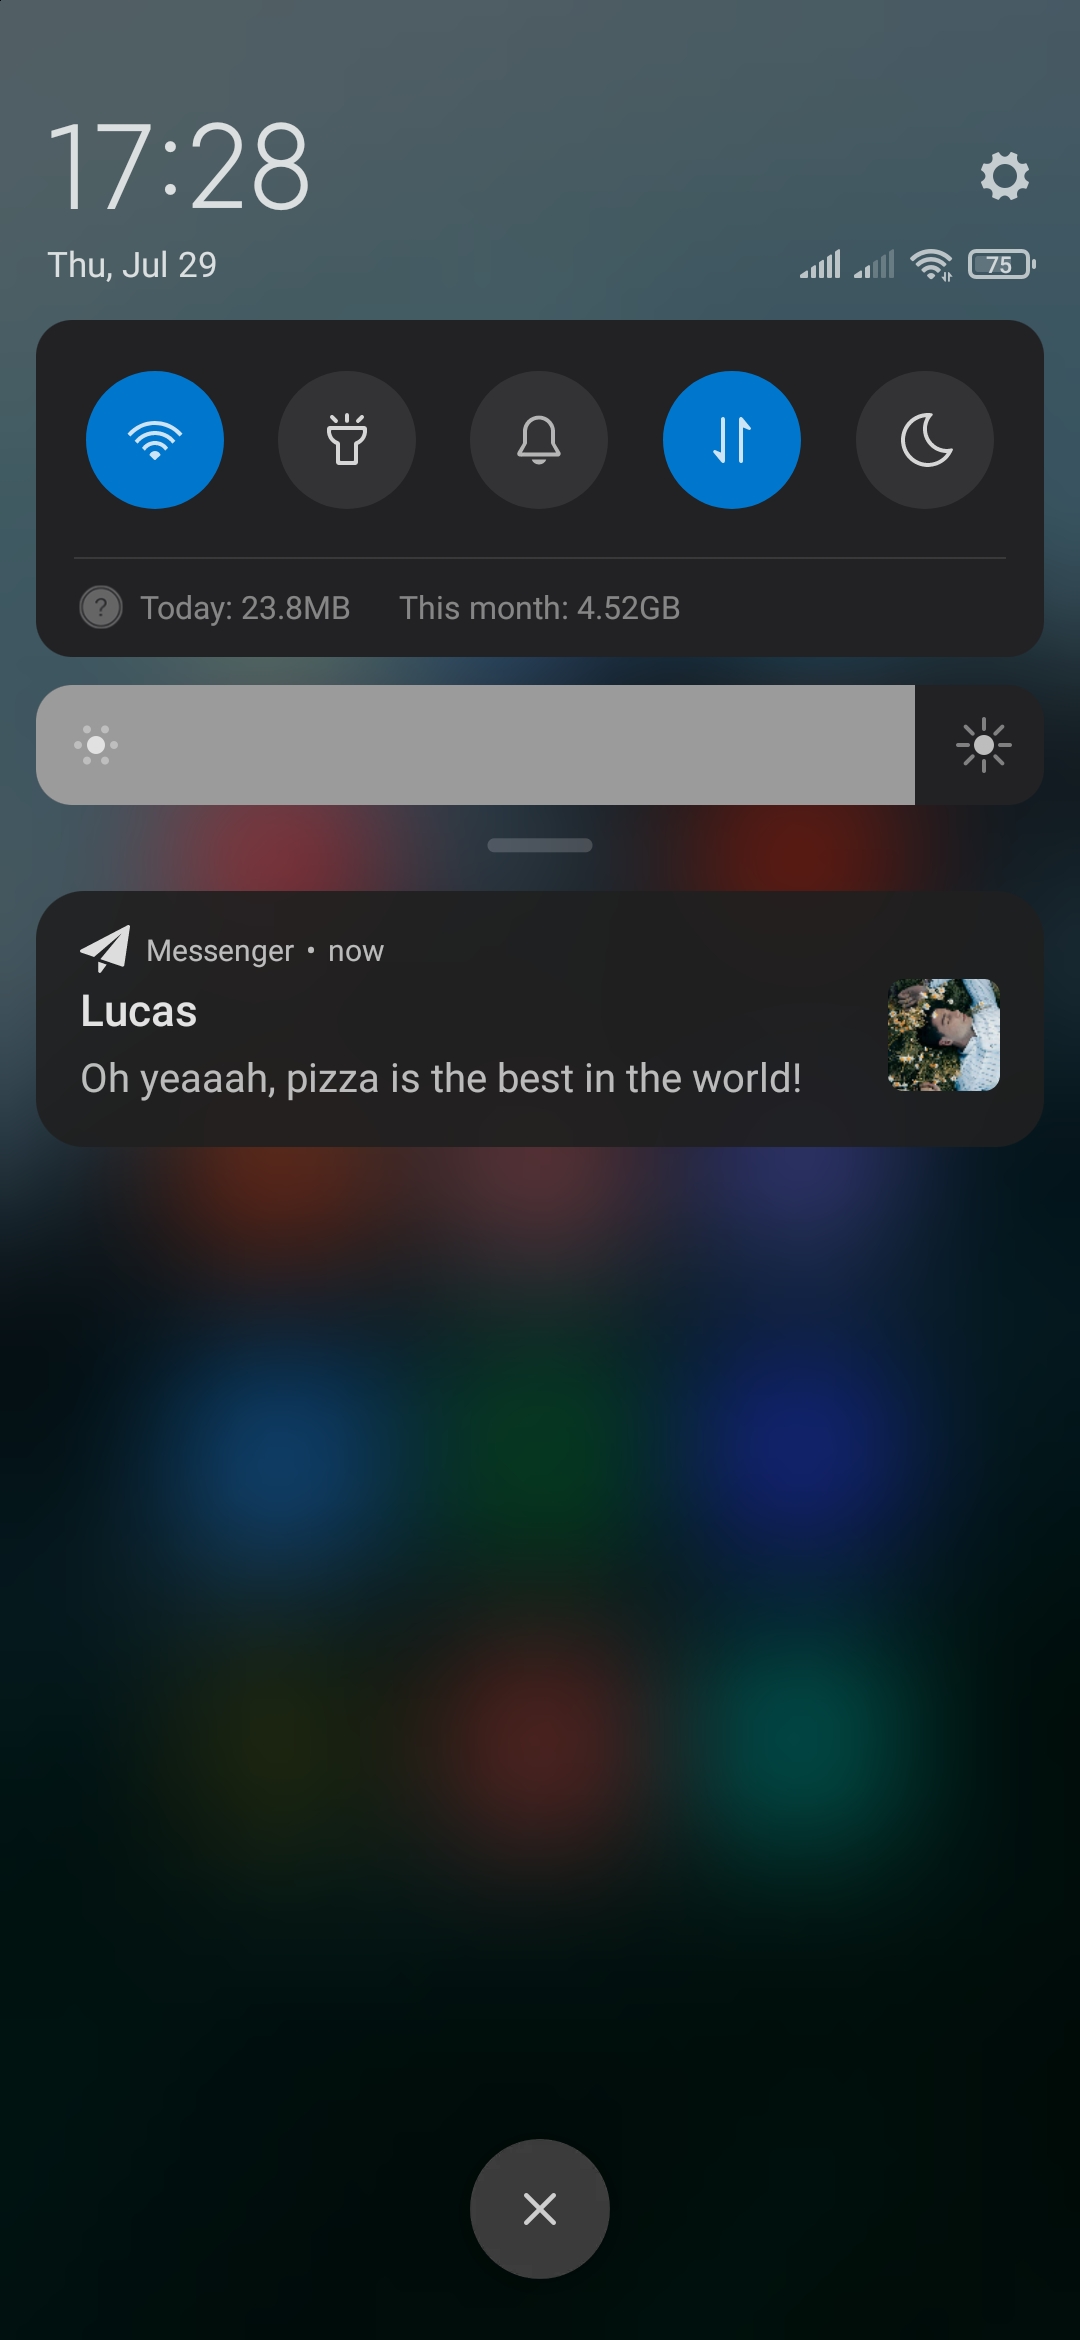 17:28
Thu, Jul 29
75
? Today: 23.8MB This month: 4.52GB
Messenger • now
Lucas
Oh yeaaah, pizza is the best in the world!